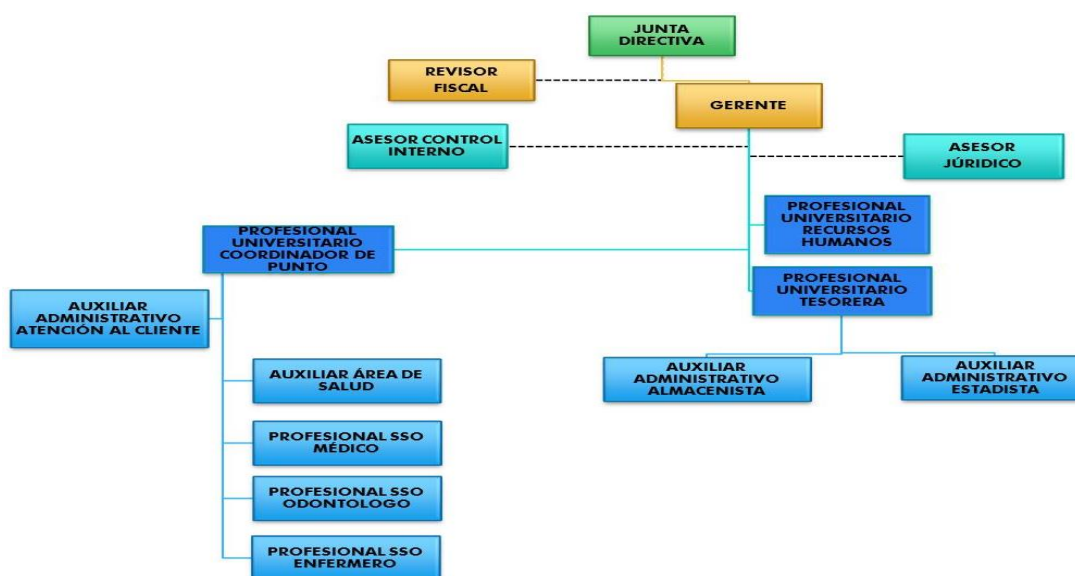 JUNTA
DIRECTIVA
REVISOR
FISCAL
GERENTE
ASESOR CONTROL
INTERNO
ASESOR
JÚRIDICO
PROFESIONAL
UNIVERSITARIO
RECURSOS
HUMANOS
PROFESIONAL
UNIVERSITARIO
COORDINADOR DE
PUNTO
PROFESIONAL
UNIVERSITARIO
TESORERA
AUXILIAR
ADMINISTRATIVO
ATENCIÓN AL CLIENTE
AUXILIAR ÁREA DE
SALUD
AUXILIAR
ADMINISTRATIVO
ALMACENISTA
AUXILIAR
ADMINISTRATIVO
ESTADISTA
PROFESIONAL SSO
MÉDICO
PROFESIONAL SSO
ODONTOLOGO
PROFESIONAL SSO
ENFERMERO